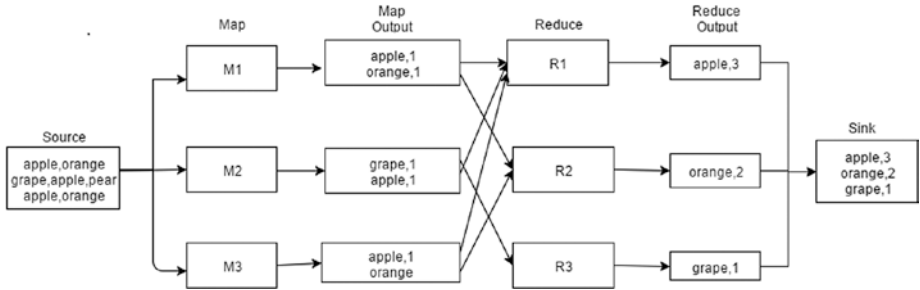 Map
Map
Output
Reduce
Reduce
Output
M1
apple,1
orange,1
R1
apple,3
Source
apple,orange
grape,apple,pear
apple,orange
M2
grape,1
apple,1
R2
orange,2
Sink
apple,3
orange,2
grape,1
M3
apple,1
orange
R3
grape,1